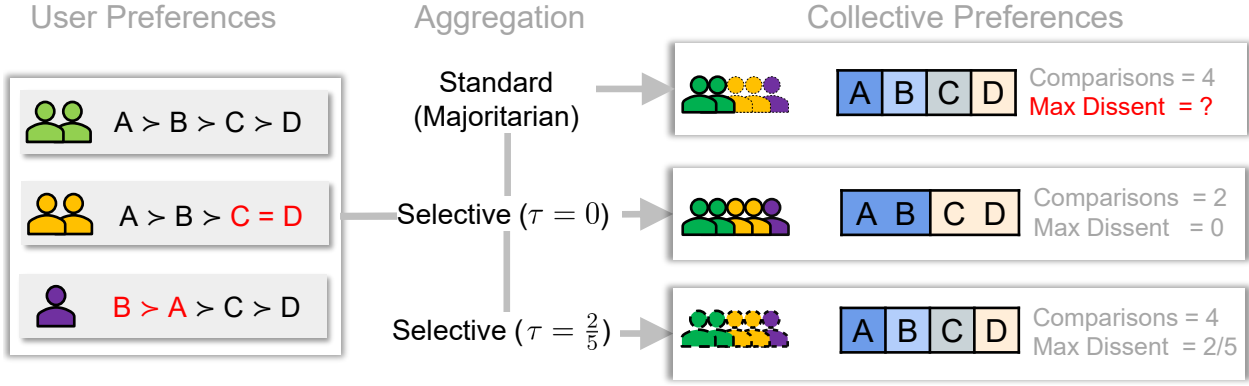 User Preferences
Aggregation
Collective Preferences
A ≻ B ≻ C ≻ D
A ≻ B ≻ C = D
B ≻ A ≻ C ≻ D
Standard
(Majoritarian)
Selective (τ = 0)
Selective (τ = 2/5)
A B C D
Comparisons = 4
Max Dissent = ?
A B C D
Comparisons = 2
Max Dissent = 0
A B C D
Comparisons = 4
Max Dissent = 2/5